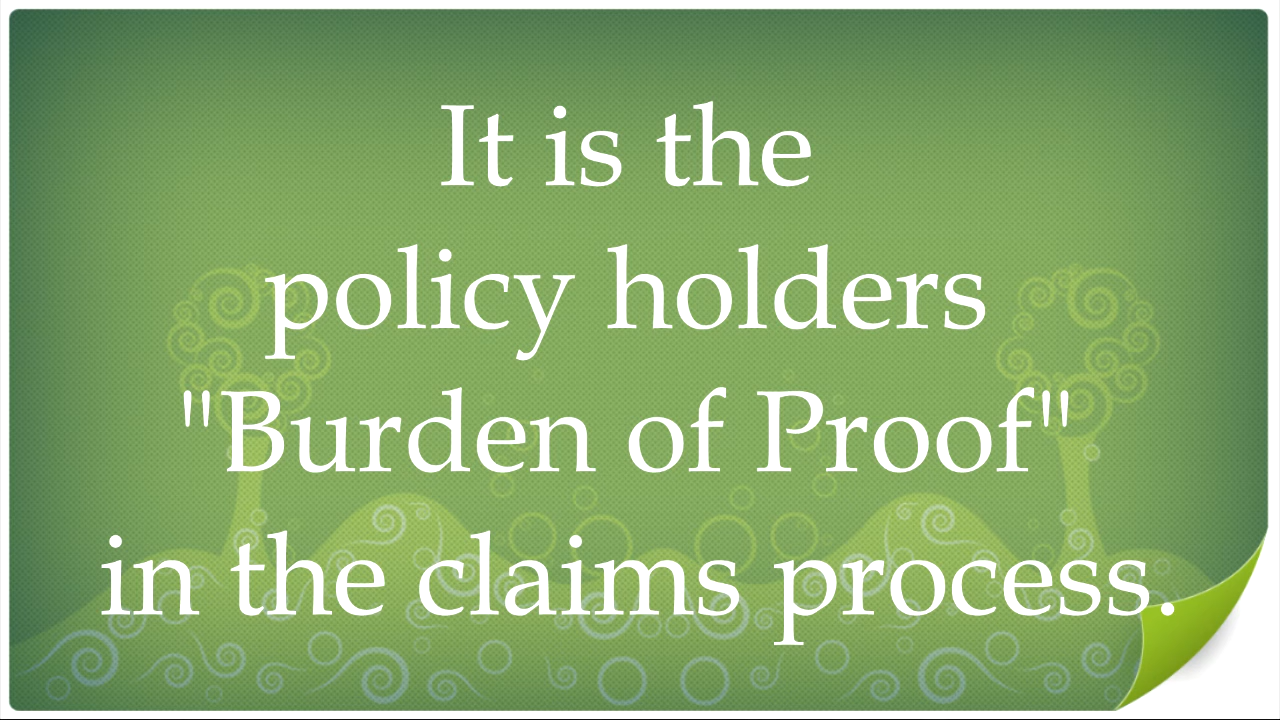 It is the
policy holders
"Burden of Proof"
in the claims process.